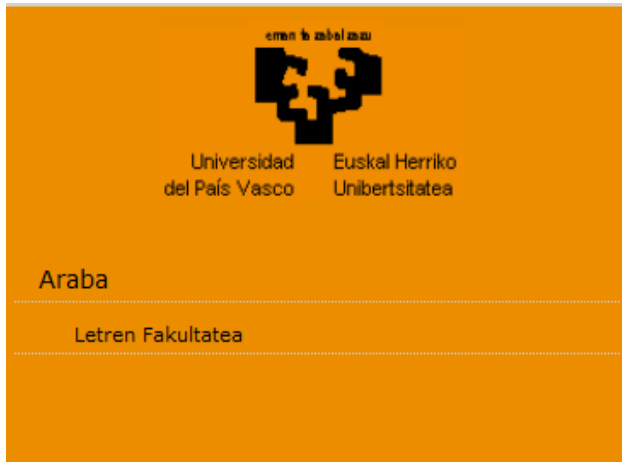 eman ta zabal zazu
Universidad Euskal Herriko
del País Vasco Unibertsitatea
Araba
Letren Fakultatea